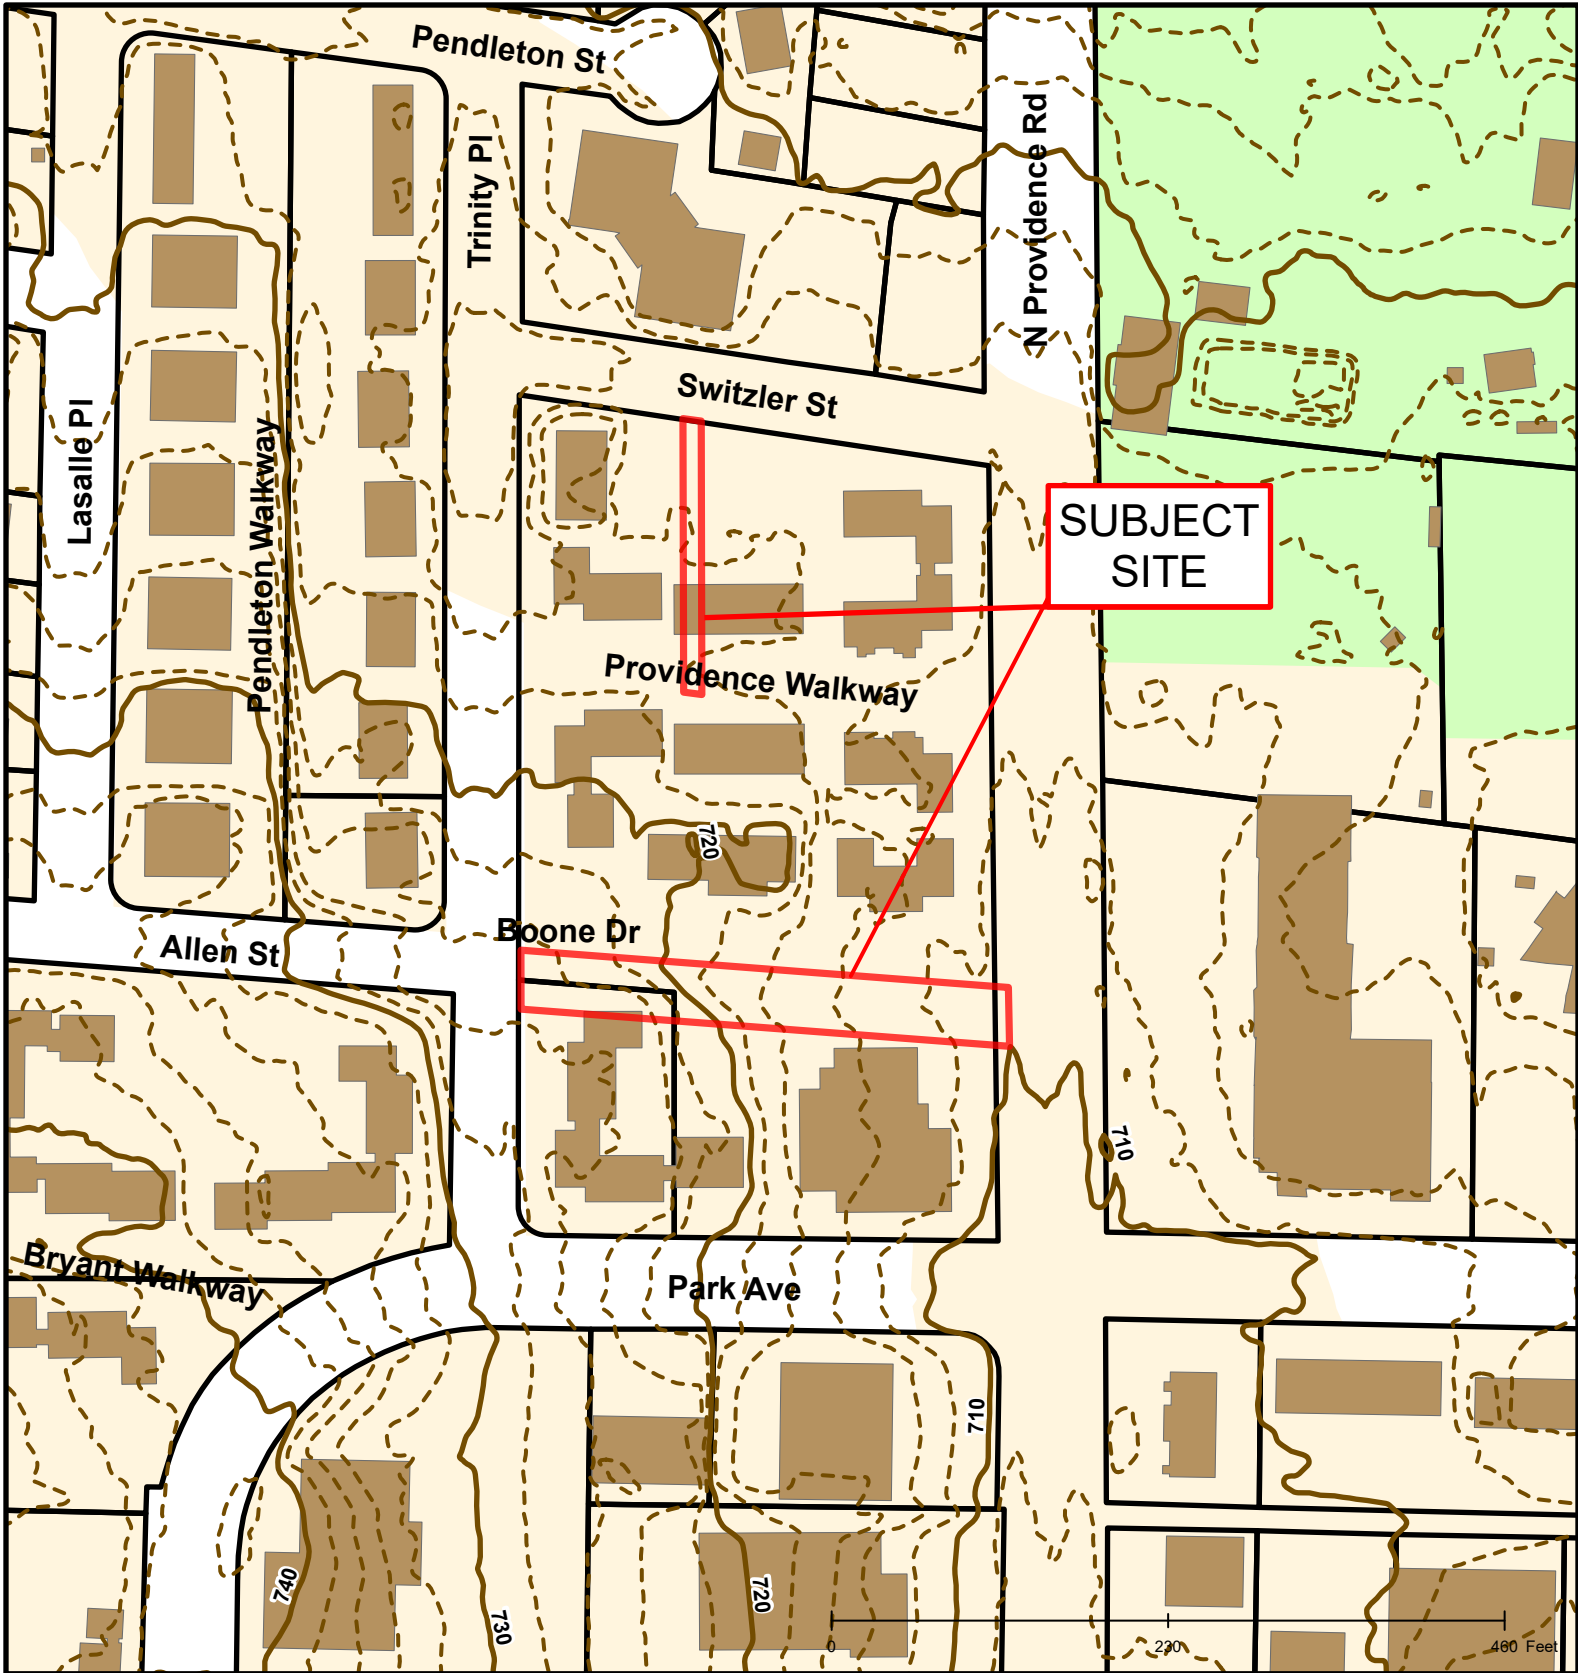 Pendleton St
N Providence Rd
Trinity Pl
Switzler St
Lasalle Pl
Pendleton Walkway
SUBJECT
SITE
Providence Walkway
720
Boone Dr
Allen St
710
Bryant Walkway
Park Ave
710
740
730
720
0
230
460 Feet